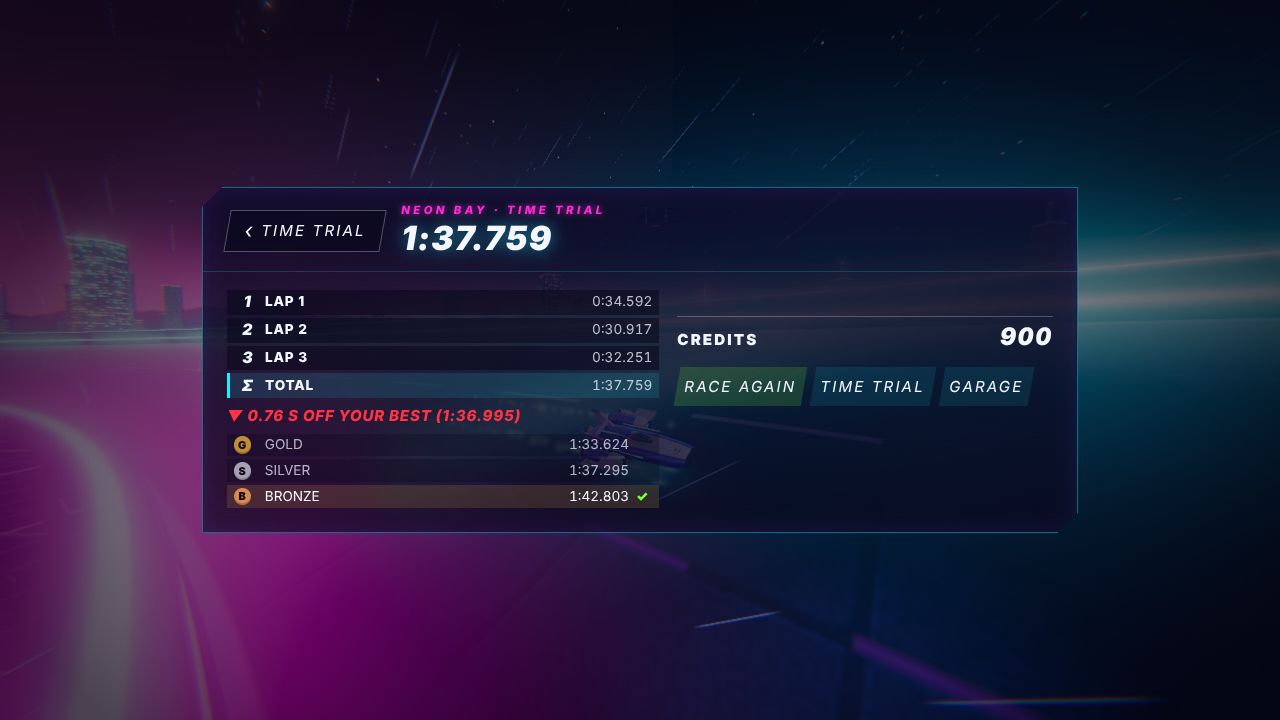 ‹ TIME TRIAL
NEON BAY · TIME TRIAL
1:37.759
1 LAP 1 0:34.592
2 LAP 2 0:30.917
3 LAP 3 0:32.251
Σ TOTAL 1:37.759
▼ 0.76 S OFF YOUR BEST (1:36.995)
G GOLD 1:33.624
S SILVER 1:37.295
B BRONZE 1:42.803 ✓
CREDITS 900
RACE AGAIN TIME TRIAL GARAGE